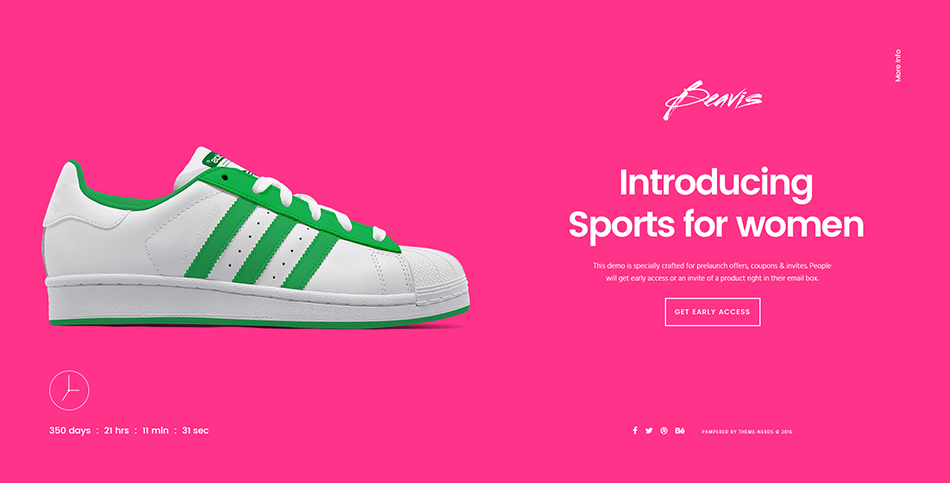 More Info
Beavis
Introducing
Sports for women
This demo is specially crafted for prelaunch offers, coupons & invites. People
will get early access or an invite of a product right in their email box.
GET EARLY ACCESS
350 days : 21 hrs : 11 min : 31 sec
PAMPERED BY THEME-NERDS © 2016